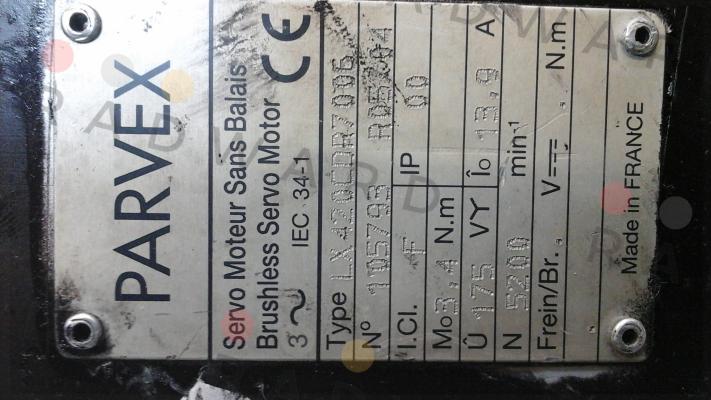 PARVEX
Servo Moteur Sans Balais
Brushless Servo Motor
3 ~ IEC 34-1 CE
Type LX420CDR7006
N° 105793
I.Cl. F IP 00
Mo 3,4 N.m
Û 175 VY Îo 13,9 A
N 5200 min-1
Frein/Br. , V , N.m
Made in FRANCE